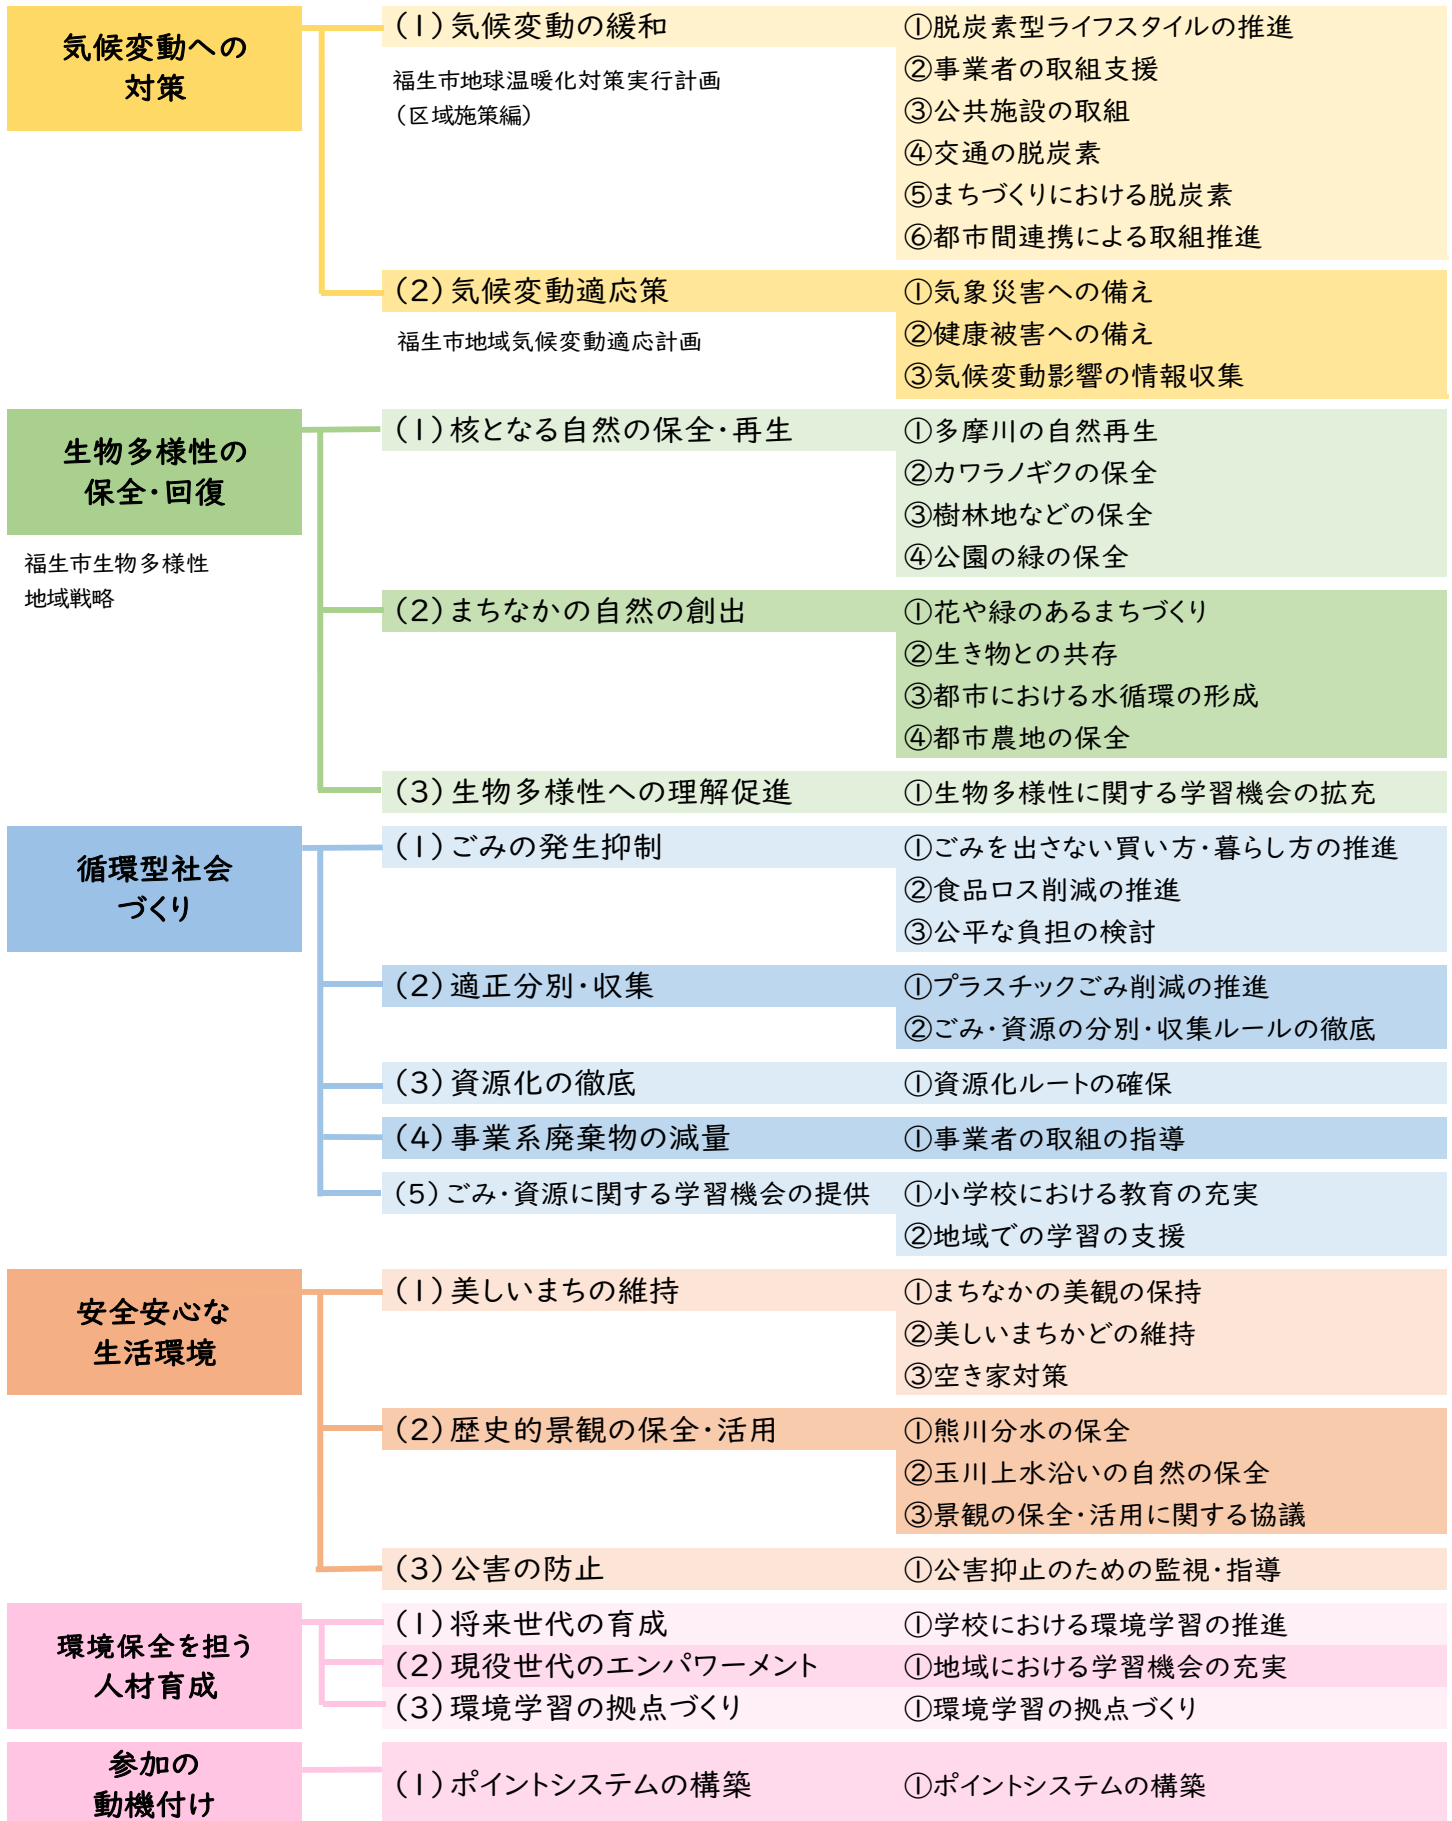 気候変動への
対策
(1)気候変動の緩和
福生市地球温暖化対策実行計画
(区域施策編)
①脱炭素型ライフスタイルの推進
②事業者の取組支援
③公共施設の取組
④交通の脱炭素
⑤まちづくりにおける脱炭素
⑥都市間連携による取組推進
(2)気候変動適応策
福生市地域気候変動適応計画
①気象災害への備え
②健康被害への備え
③気候変動影響の情報収集
生物多様性の
保全・回復
福生市生物多様性
地域戦略
(1)核となる自然の保全・再生
①多摩川の自然再生
②カワラノギクの保全
③樹林地などの保全
④公園の緑の保全
(2)まちなかの自然の創出
①花や緑のあるまちづくり
②生き物との共存
③都市における水循環の形成
④都市農地の保全
(3)生物多様性への理解促進
①生物多様性に関する学習機会の拡充
循環型社会
づくり
(1)ごみの発生抑制
①ごみを出さない買い方・暮らし方の推進
②食品ロス削減の推進
③公平な負担の検討
(2)適正分別・収集
①プラスチックごみ削減の推進
②ごみ・資源の分別・収集ルールの徹底
(3)資源化の徹底
①資源化ルートの確保
(4)事業系廃棄物の減量
①事業者の取組の指導
(5)ごみ・資源に関する学習機会の提供
①小学校における教育の充実
②地域での学習の支援
安全安心な
生活環境
(1)美しいまちの維持
①まちなかの美観の保持
②美しいまちかどの維持
③空き家対策
(2)歴史的景観の保全・活用
①熊川分水の保全
②玉川上水沿いの自然の保全
③景観の保全・活用に関する協議
(3)公害の防止
①公害抑止のための監視・指導
環境保全を担う
人材育成
(1)将来世代の育成
①学校における環境学習の推進
(2)現役世代のエンパワーメント
①地域における学習機会の充実
(3)環境学習の拠点づくり
①環境学習の拠点づくり
参加の
動機付け
(1)ポイントシステムの構築
①ポイントシステムの構築